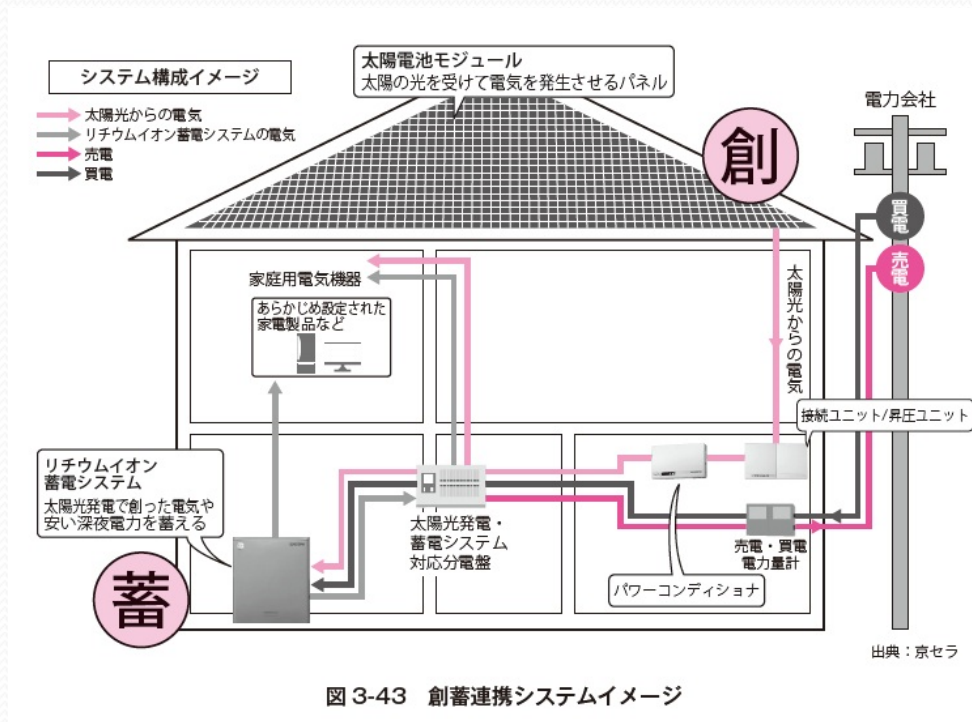 システム構成イメージ
太陽光からの電気
リチウムイオン蓄電システムの電気
売電
買電
太陽電池モジュール
太陽の光を受けて電気を発生させるパネル
創
電力会社
買電
売電
太陽光からの電気
家庭用電気機器
あらかじめ設定された
家電製品など
接続ユニット/昇圧ユニット
リチウムイオン
蓄電システム
太陽光発電で創った電気や
安い深夜電力を蓄える
蓄
太陽光発電・
蓄電システム
対応分電盤
売電・買電
電力量計
パワーコンディショナ
出典：京セラ
図 3-43 創蓄連携システムイメージ